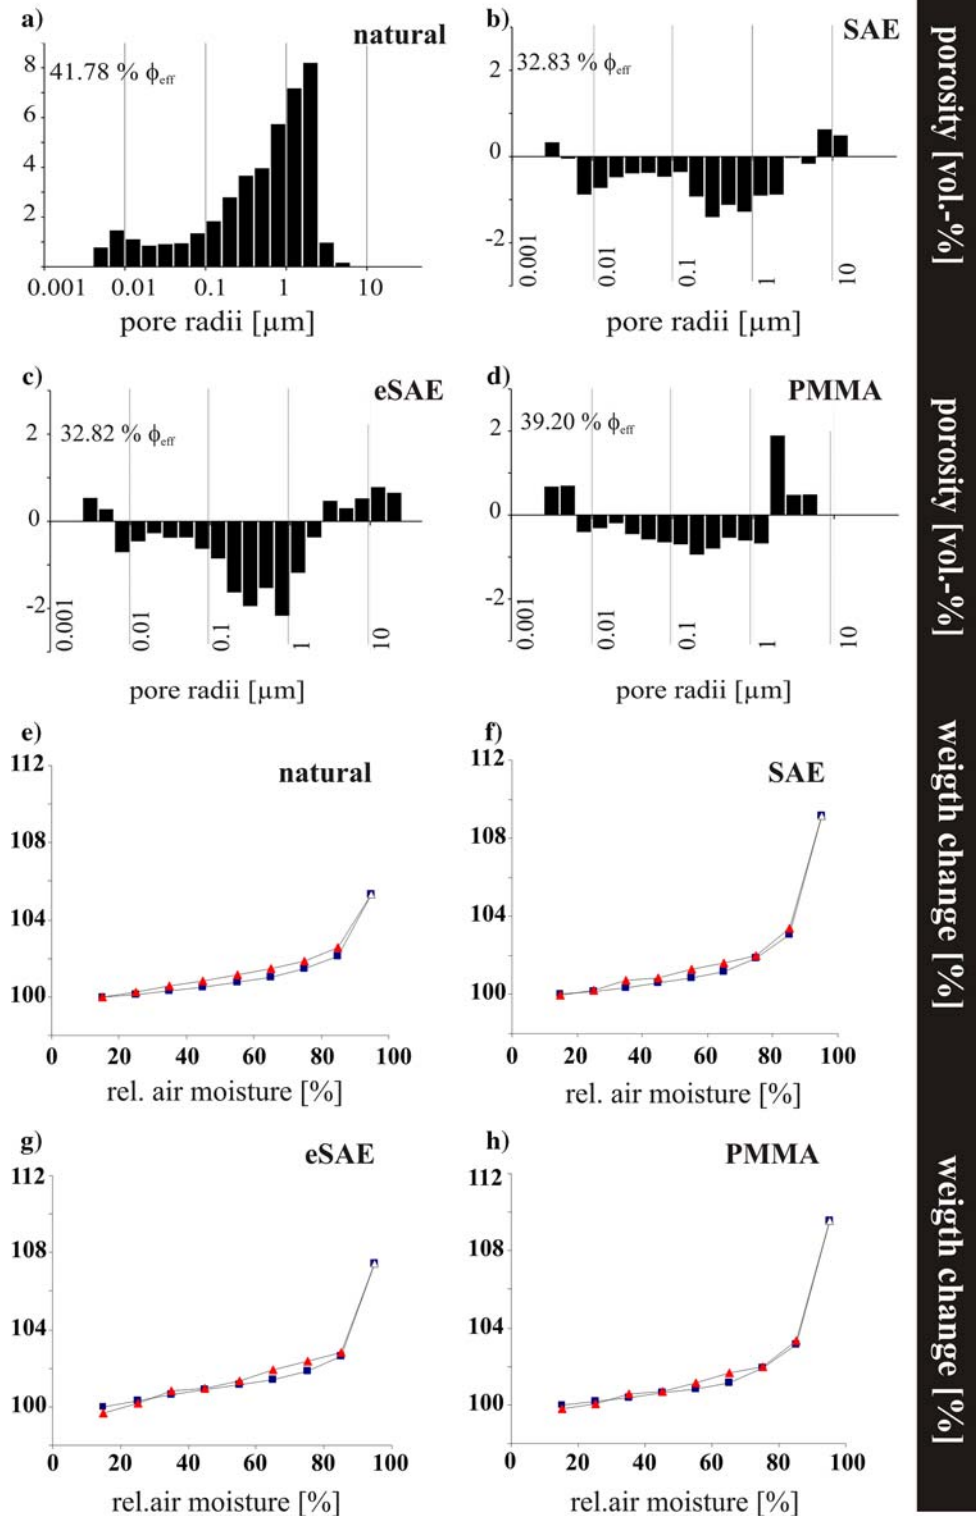 a)
natural
41.78 % ϕeff
8
6
4
2
0.001 0.01 0.1 1 10
pore radii [µm]
b)
SAE
32.83 % ϕeff
2
0
-2
0.001 0.01 0.1 1 10
pore radii [µm]
porosity [vol.-%]
c)
eSAE
32.82 % ϕeff
2
0
-2
0.001 0.01 0.1 1 10
pore radii [µm]
d)
PMMA
39.20 % ϕeff
2
0
-2
0.001 0.01 0.1 1 10
pore radii [µm]
porosity [vol.-%]
e)
natural
112
108
104
100
0 20 40 60 80 100
rel. air moisture [%]
f)
SAE
112
108
104
100
0 20 40 60 80 100
rel. air moisture [%]
weigth change [%]
g)
eSAE
112
108
104
100
0 20 40 60 80 100
rel.air moisture [%]
h)
PMMA
112
108
104
100
0 20 40 60 80 100
rel.air moisture [%]
weigth change [%]